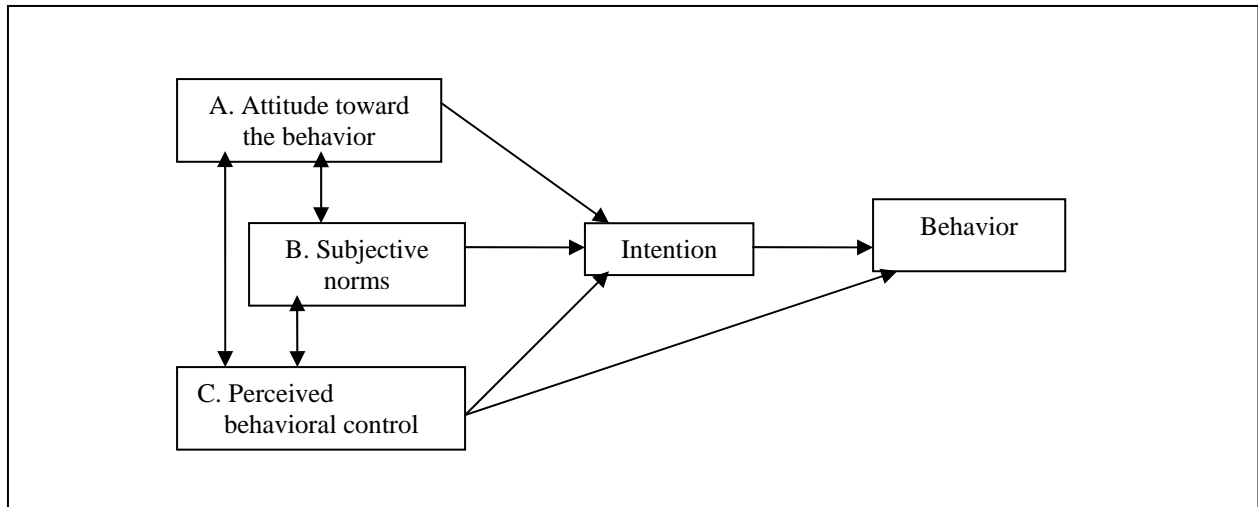 A. Attitude toward
the behavior
B. Subjective
norms
Intention
Behavior
C. Perceived
behavioral control